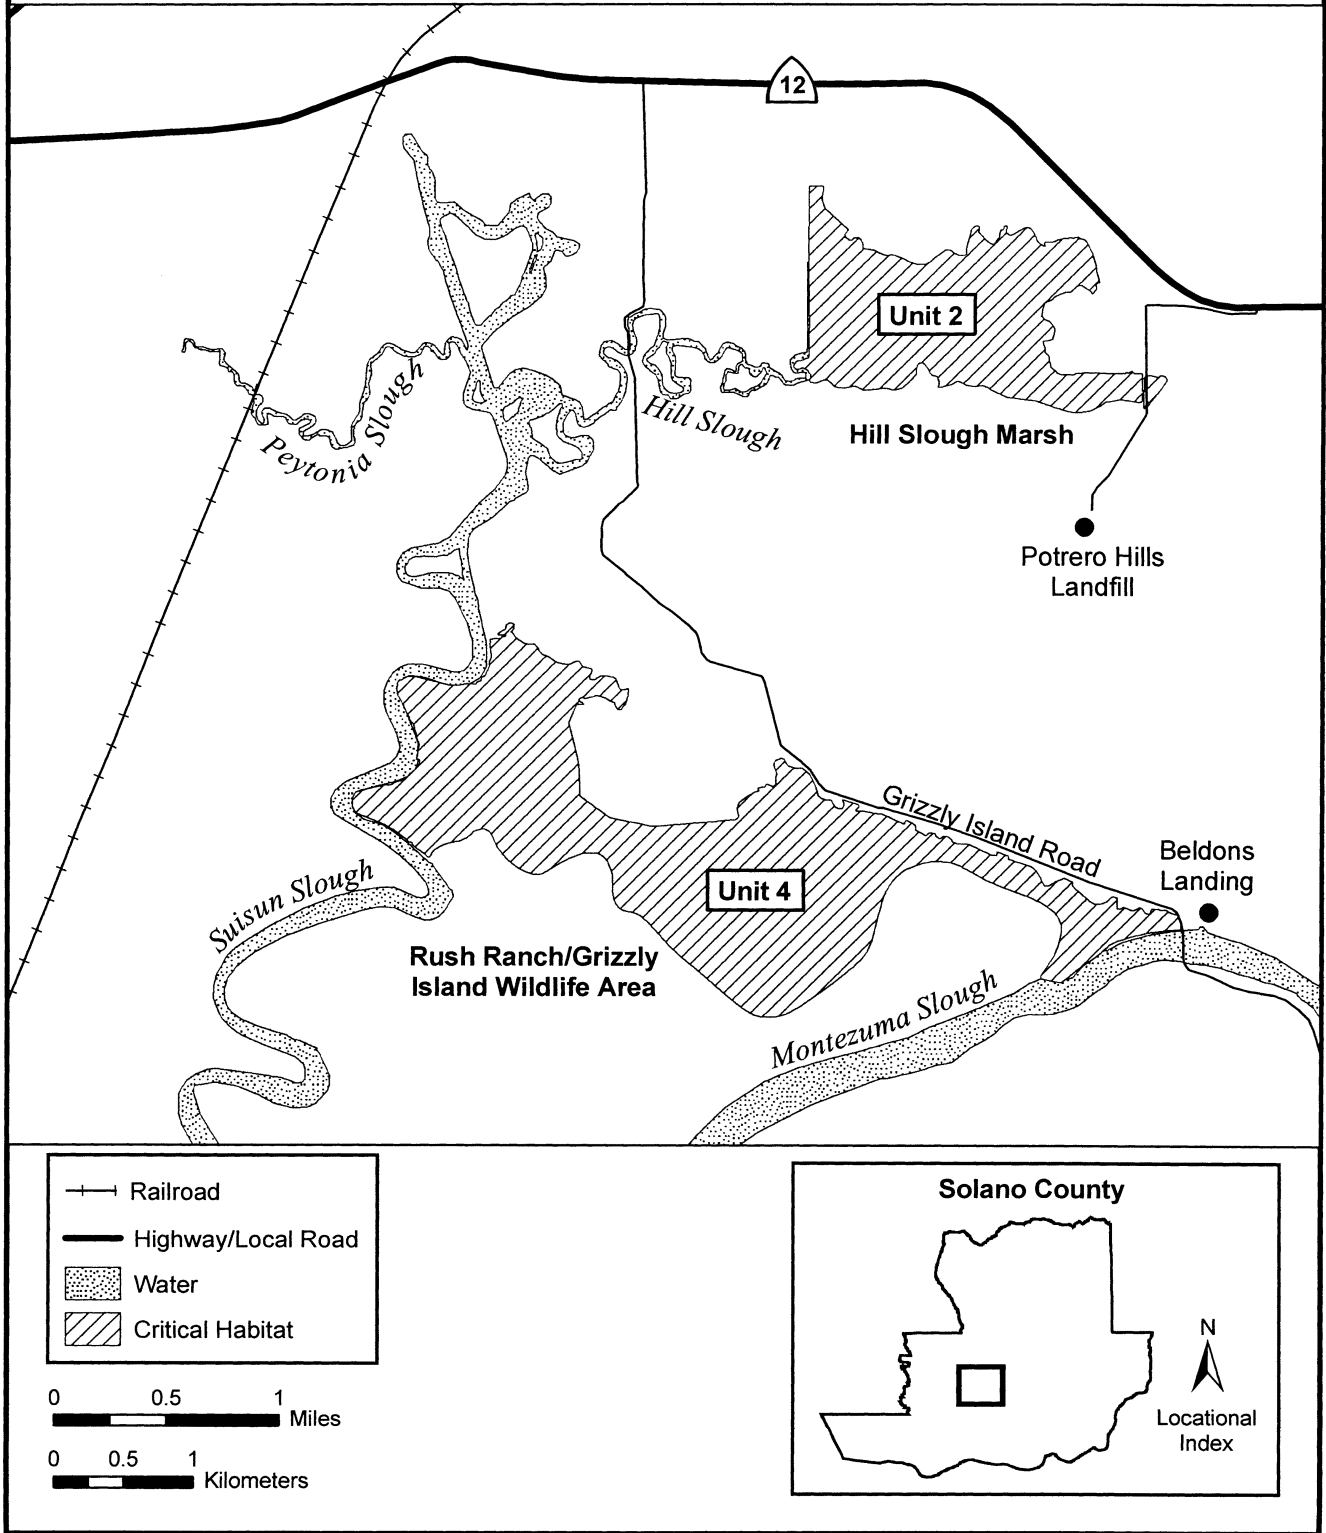 12
Unit 2
Peytonia Slough
Hill Slough
Hill Slough Marsh
Potrero Hills
Landfill
Grizzly Island Road
Beldons
Landing
Unit 4
Suisun Slough
Rush Ranch/Grizzly
Island Wildlife Area
Montezuma Slough
Railroad
Highway/Local Road
Water
Critical Habitat
0 0.5 1
Miles
0 0.5 1
Kilometers
Solano County
N
Locational
Index